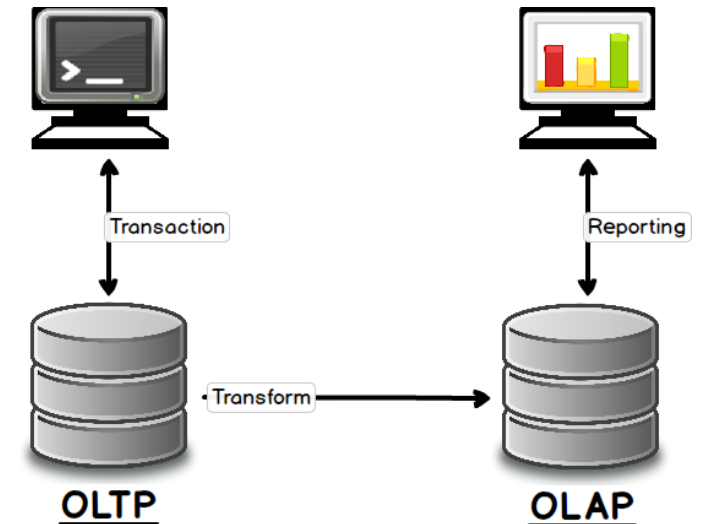 >_
Transaction
Reporting
Transform
OLTP
OLAP